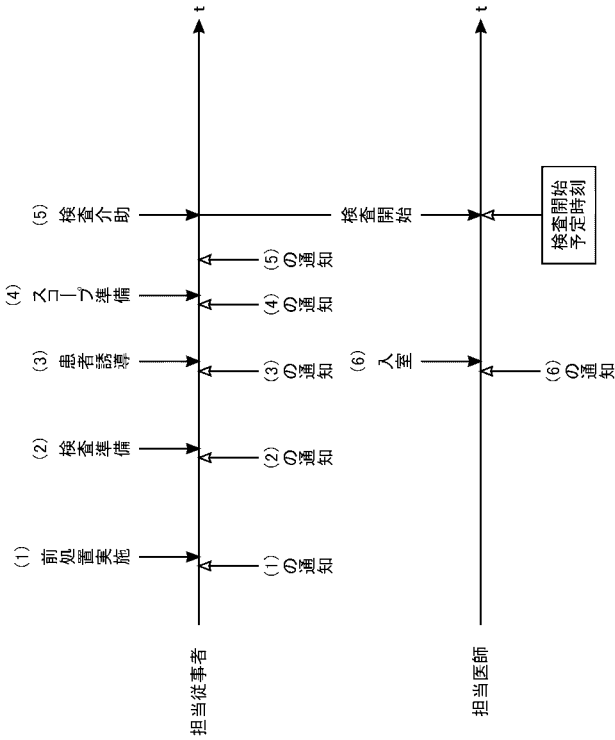 (1)
前処置実施
(2)
検査準備
(3)
患者誘導
(4)
スコープ準備
(5)
検査介助
担当従事者
t
(1)の通知
(2)の通知
(3)の通知
(4)の通知
(5)の通知
(6)
入室
検査開始
担当医師
t
(6)の通知
検査開始
予定時刻